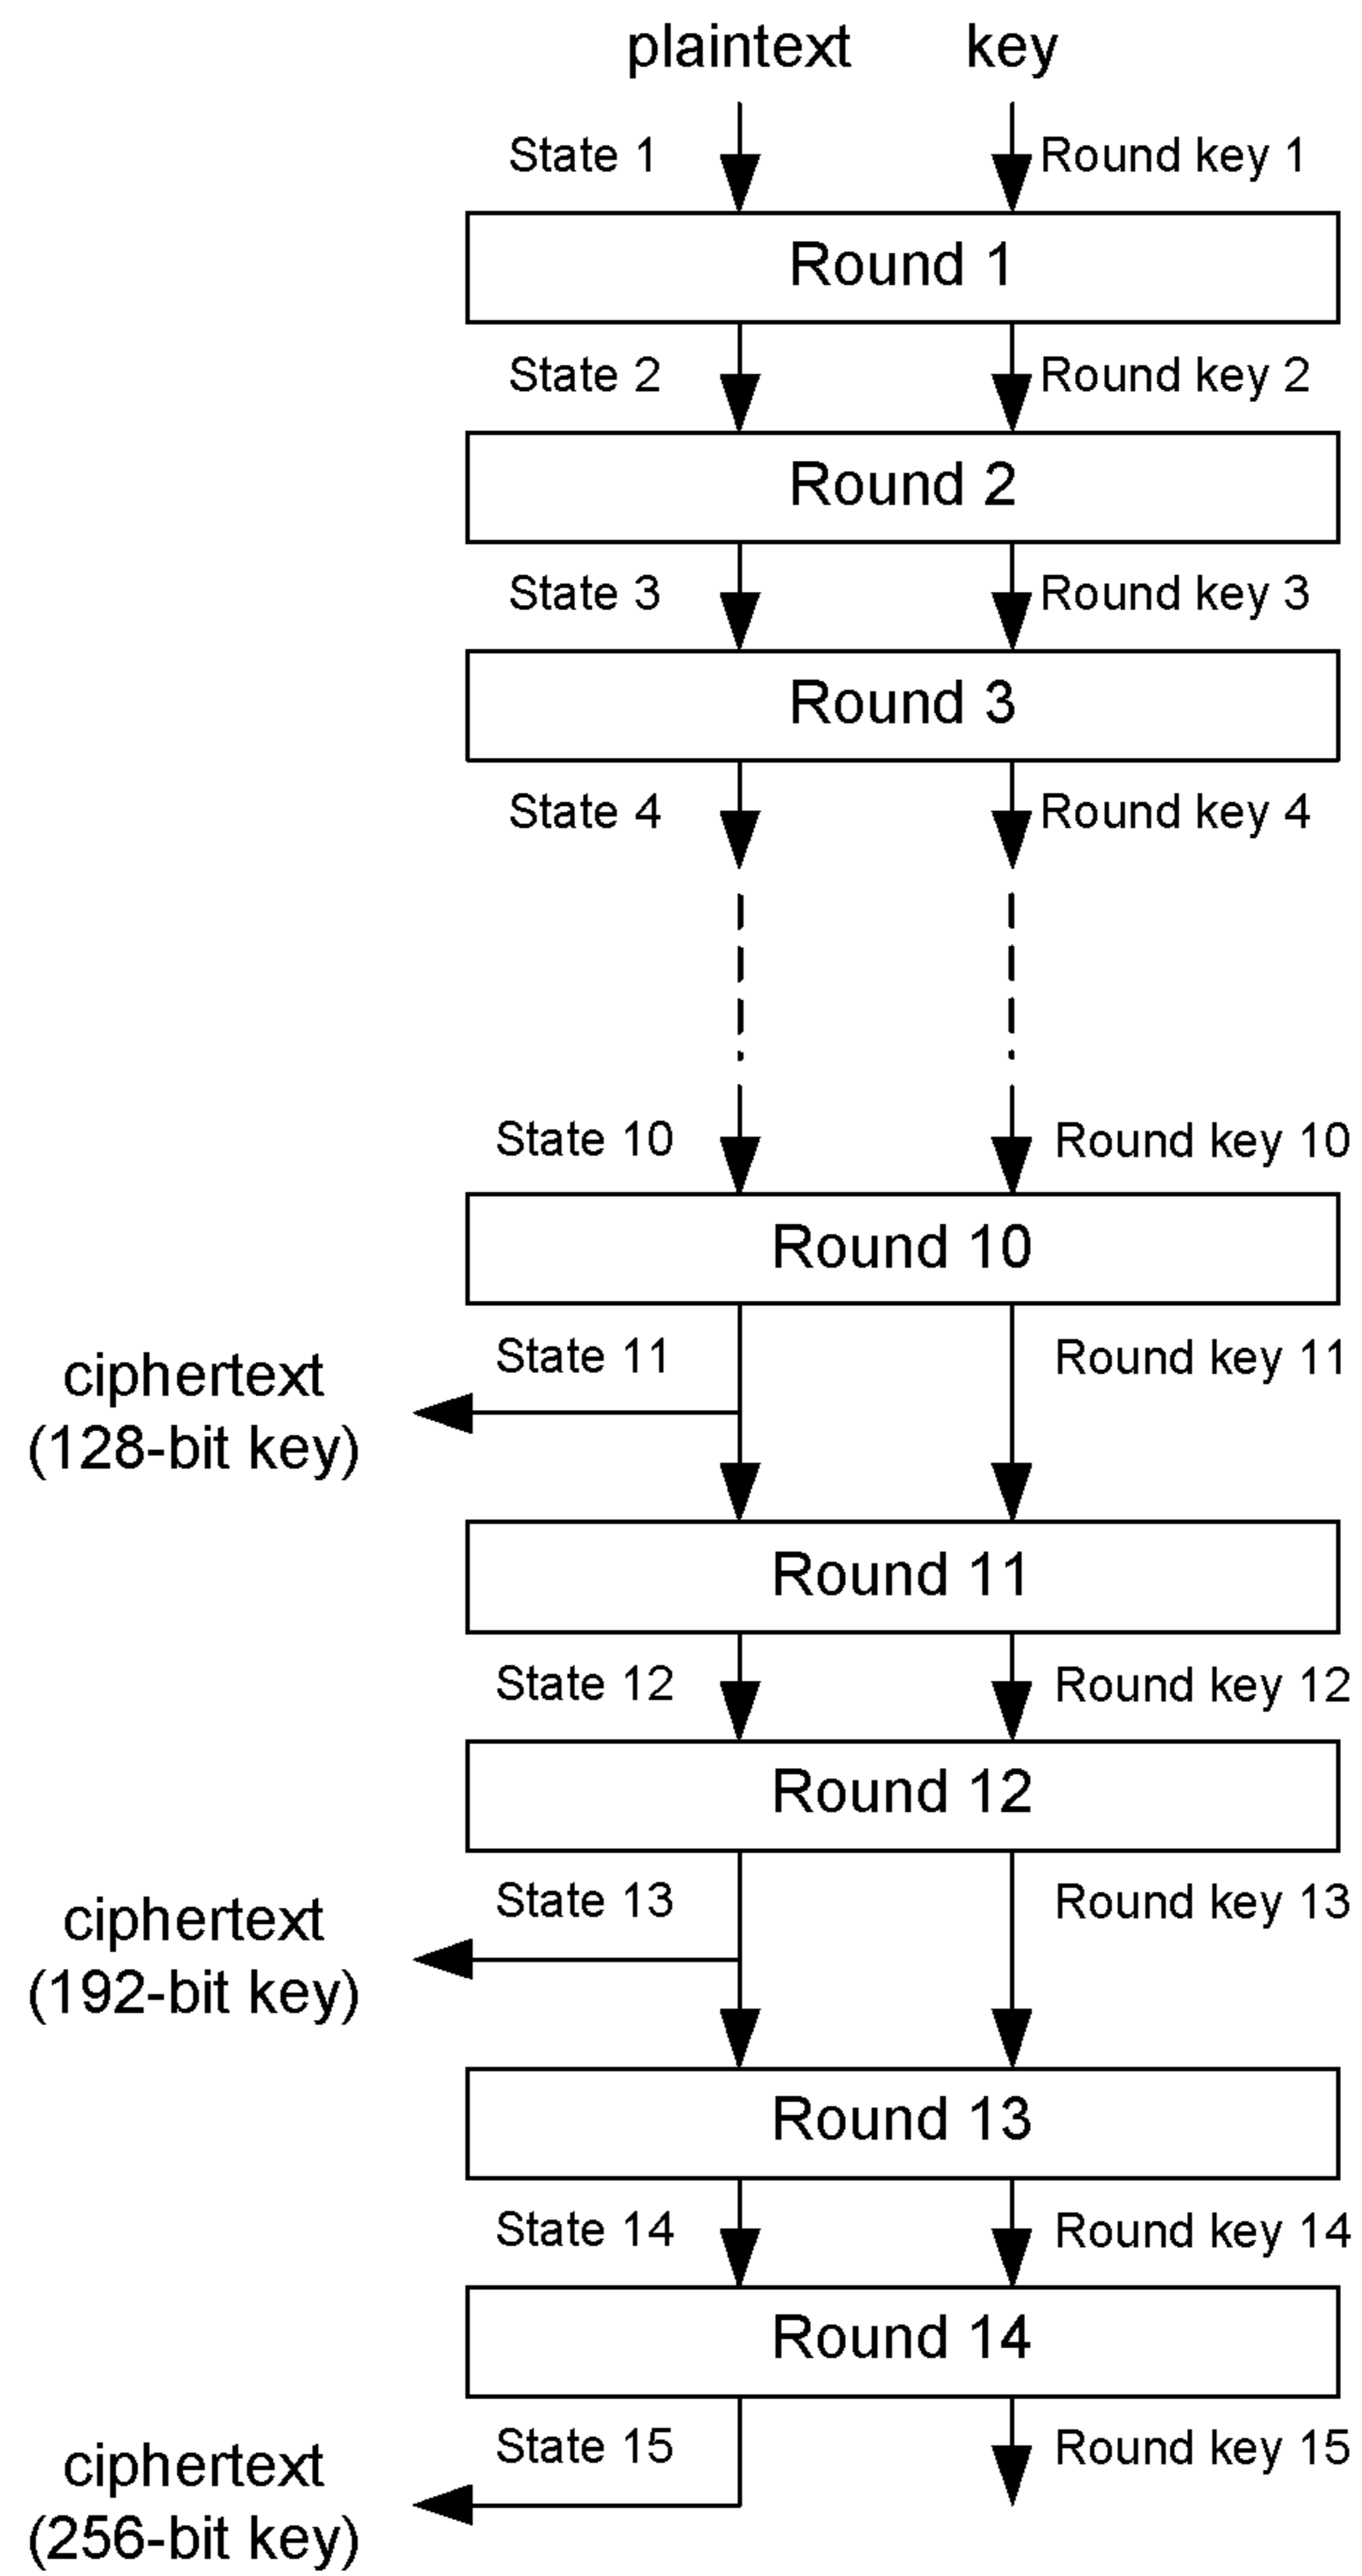 plaintext key
State 1 Round key 1
Round 1
State 2 Round key 2
Round 2
State 3 Round key 3
Round 3
State 4 Round key 4
State 10 Round key 10
Round 10
State 11 Round key 11
ciphertext
(128-bit key)
Round 11
State 12 Round key 12
Round 12
State 13 Round key 13
ciphertext
(192-bit key)
Round 13
State 14 Round key 14
Round 14
State 15 Round key 15
ciphertext
(256-bit key)